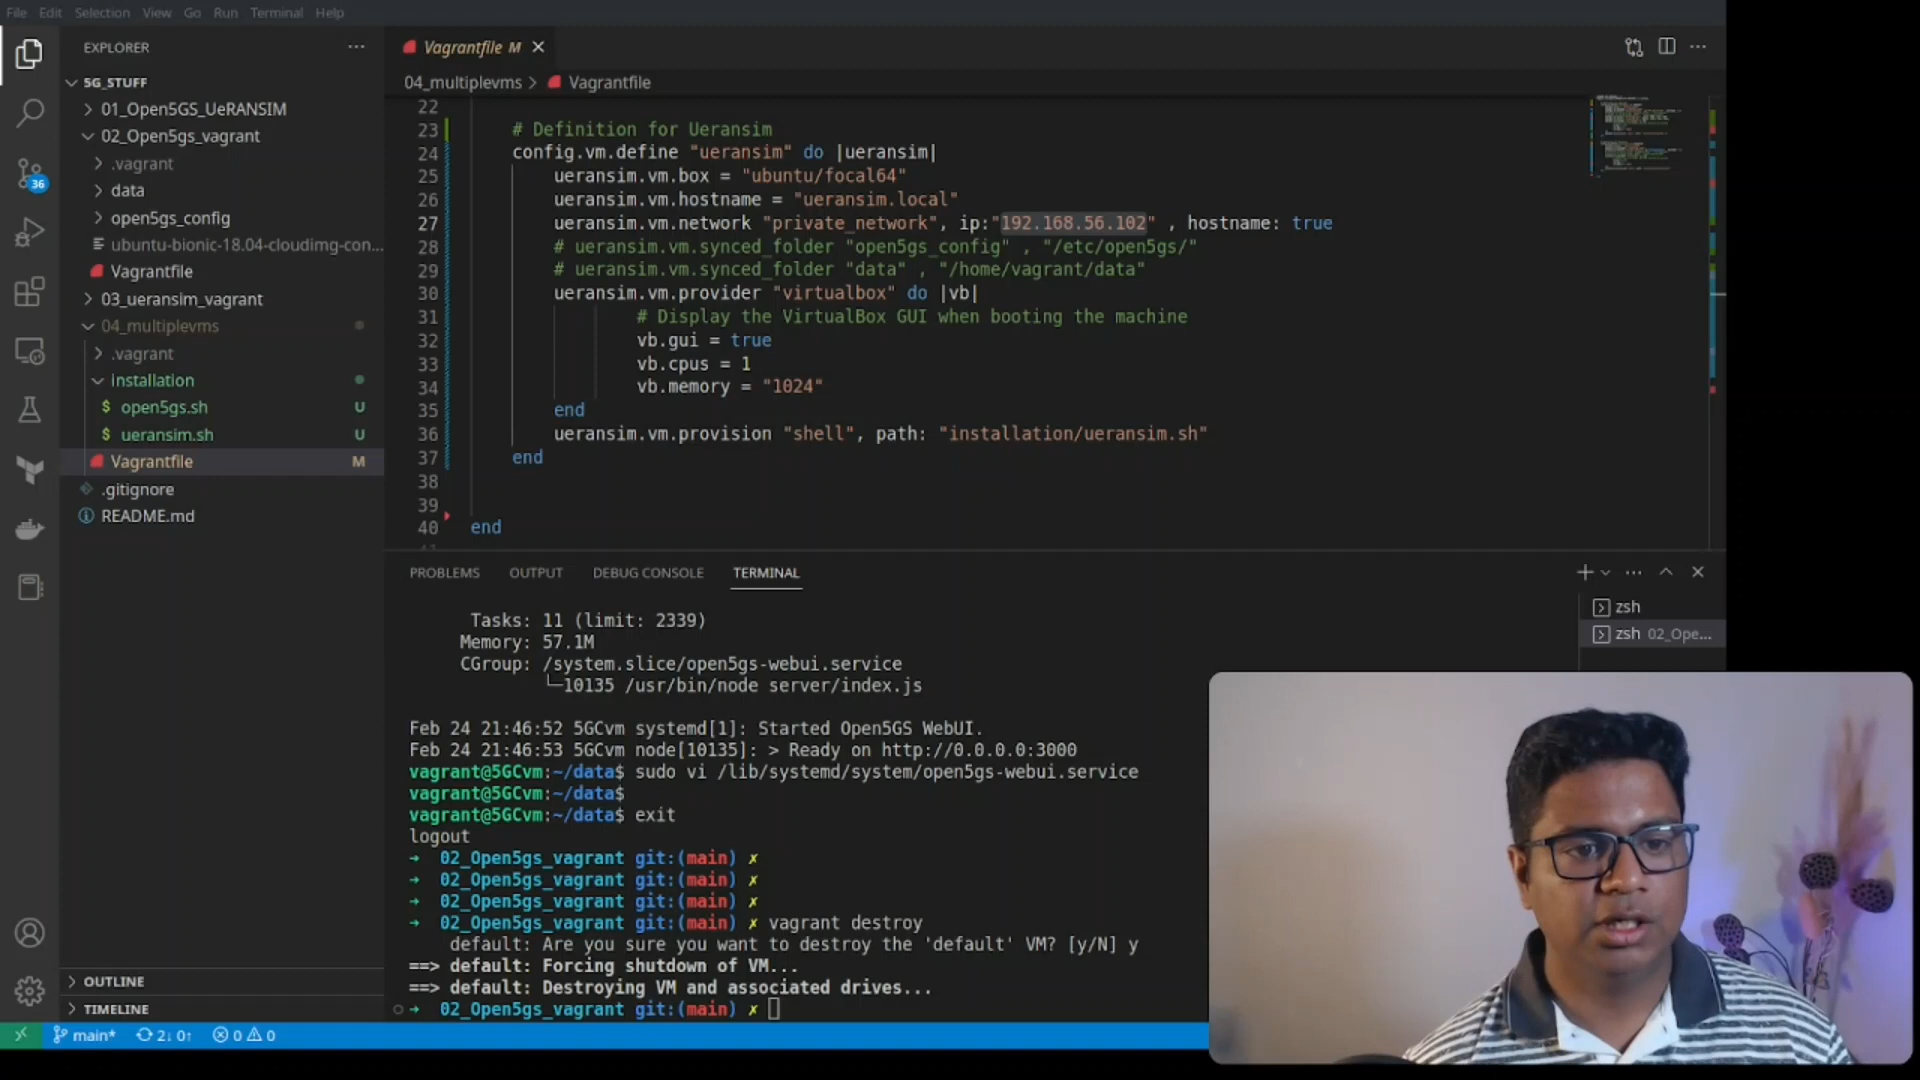 File Edit Selection View Go Run Terminal Help
EXPLORER
5G_STUFF
01_Open5GS_UeRANSIM
02_Open5gs_vagrant
.vagrant
data
open5gs_config
ubuntu-bionic-18.04-cloudimg-con...
Vagrantfile
03_ueransim_vagrant
04_multiplevms
.vagrant
installation
$ open5gs.sh U
$ ueransim.sh U
Vagrantfile M
.gitignore
README.md
OUTLINE
TIMELINE
36
Vagrantfile M
04_multiplevms > Vagrantfile
22
23 # Definition for Ueransim
24 config.vm.define "ueransim" do |ueransim|
25 ueransim.vm.box = "ubuntu/focal64"
26 ueransim.vm.hostname = "ueransim.local"
27 ueransim.vm.network "private_network", ip:"192.168.56.102" , hostname: true
28 # ueransim.vm.synced_folder "open5gs_config" , "/etc/open5gs/"
29 # ueransim.vm.synced_folder "data" , "/home/vagrant/data"
30 ueransim.vm.provider "virtualbox" do |vb|
31 # Display the VirtualBox GUI when booting the machine
32 vb.gui = true
33 vb.cpus = 1
34 vb.memory = "1024"
35 end
36 ueransim.vm.provision "shell", path: "installation/ueransim.sh"
37 end
38
39
40 end
PROBLEMS OUTPUT DEBUG CONSOLE TERMINAL
zsh
zsh 02_Ope...
Tasks: 11 (limit: 2339)
Memory: 57.1M
CGroup: /system.slice/open5gs-webui.service
└─10135 /usr/bin/node server/index.js
Feb 24 21:46:52 5GCvm systemd[1]: Started Open5GS WebUI.
Feb 24 21:46:53 5GCvm node[10135]: > Ready on http://0.0.0.0:3000
vagrant@5GCvm:~/data$ sudo vi /lib/systemd/system/open5gs-webui.service
vagrant@5GCvm:~/data$
vagrant@5GCvm:~/data$ exit
logout
➜ 02_Open5gs_vagrant git:(main) ✗
➜ 02_Open5gs_vagrant git:(main) ✗
➜ 02_Open5gs_vagrant git:(main) ✗
➜ 02_Open5gs_vagrant git:(main) ✗ vagrant destroy
default: Are you sure you want to destroy the 'default' VM? [y/N] y
==> default: Forcing shutdown of VM...
==> default: Destroying VM and associated drives...
➜ 02_Open5gs_vagrant git:(main) ✗
main* 2↓ 0↑ 0 0